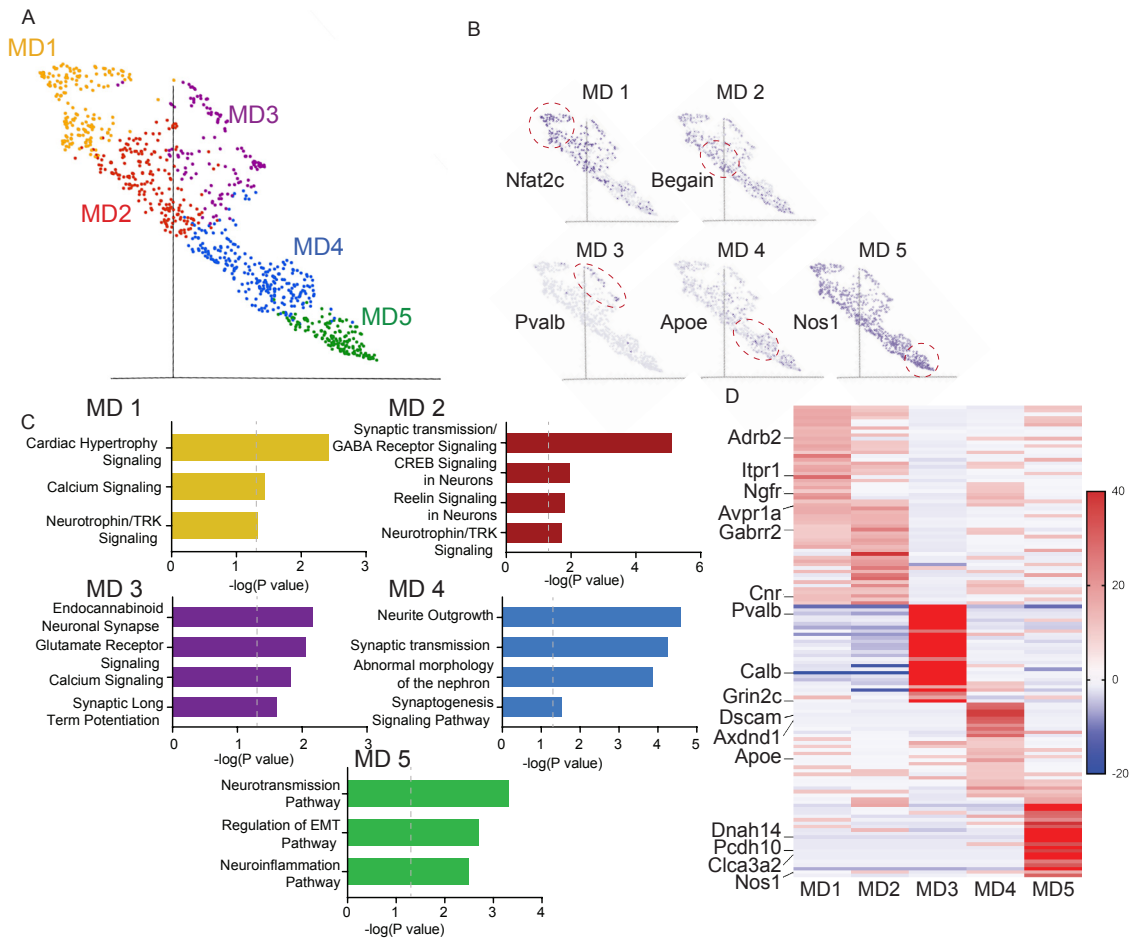 A
MD1
MD3
MD2
MD4
MD5
B
MD 1
MD 2
Nfat2c
Begain
MD 3
MD 4
MD 5
Pvalb
Apoe
Nos1
C
MD 1
Cardiac Hypertrophy
Signaling
Calcium Signaling
Neurotrophin/TRK
Signaling
0 1 2 3
-log(P value)
MD 2
Synaptic transmission/
GABA Receptor Signaling
CREB Signaling
in Neurons
Reelin Signaling
in Neurons
Neurotrophin/TRK
Signaling
0 2 4 6
-log(P value)
MD 3
Endocannabinoid
Neuronal Synapse
Glutamate Receptor
Signaling
Calcium Signaling
Synaptic Long
Term Potentiation
0 1 2 3
-log(P value)
MD 4
Neurite Outgrowth
Synaptic transmission
Abnormal morphology
of the nephron
Synaptogenesis
Signaling Pathway
0 1 2 3 4 5
-log(P value)
MD 5
Neurotransmission
Pathway
Regulation of EMT
Pathway
Neuroinflammation
Pathway
0 1 2 3 4
-log(P value)
D
Adrb2
Itpr1
Ngfr
Avpr1a
Gabrr2
Cnr
Pvalb
Calb
Grin2c
Dscam
Axdnd1
Apoe
Dnah14
Pcdh10
Clca3a2
Nos1
MD1 MD2 MD3 MD4 MD5
40
20
0
-20